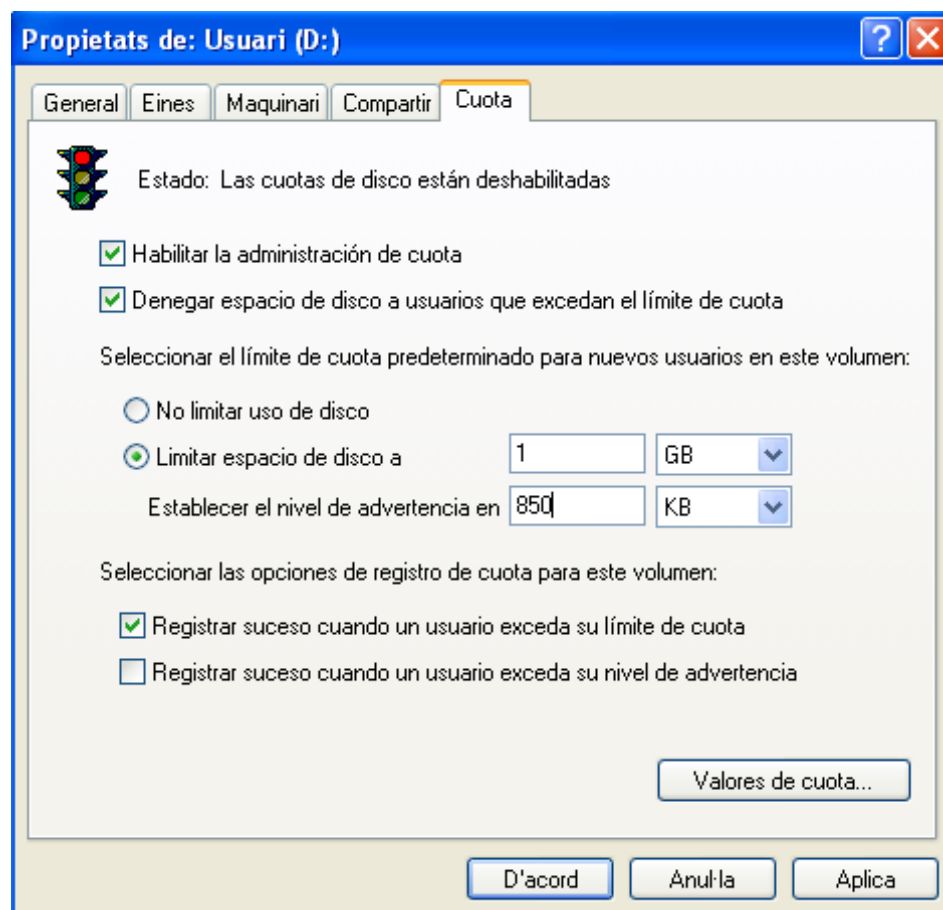 Propietats de: Usuari (D:)
General Eines Maquinari Compartir Cuota
Estado: Las cuotas de disco están deshabilitadas
Habilitar la administración de cuota
Denegar espacio de disco a usuarios que excedan el límite de cuota
Seleccionar el límite de cuota predeterminado para nuevos usuarios en este volumen:
No limitar uso de disco
Limitar espacio de disco a 1 GB
Establecer el nivel de advertencia en 850 KB
Seleccionar las opciones de registro de cuota para este volumen:
Registrar suceso cuando un usuario exceda su límite de cuota
Registrar suceso cuando un usuario exceda su nivel de advertencia
Valores de cuota...
D'acord Anul·la Aplica